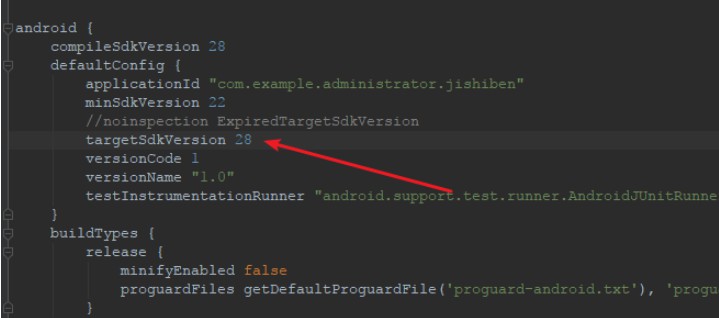 android {
compileSdkVersion 28
defaultConfig {
applicationId "com.example.administrator.jishiben"
minSdkVersion 22
//noinspection ExpiredTargetSdkVersion
targetSdkVersion 28
versionCode 1
versionName "1.0"
testInstrumentationRunner "android.support.test.runner.AndroidJUnitRunne
}
buildTypes {
release {
minifyEnabled false
proguardFiles getDefaultProguardFile('proguard-android.txt'), 'progu
}